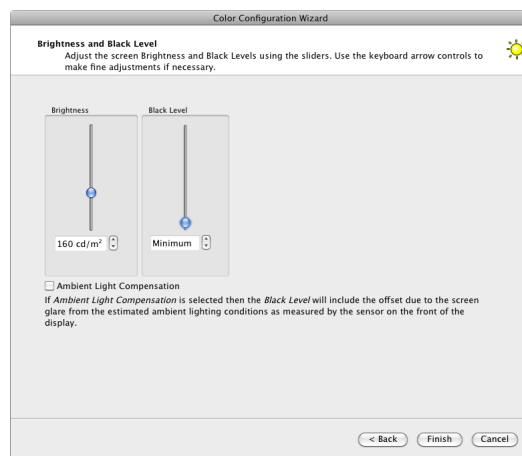 Color Configuration Wizard
Brightness and Black Level
Adjust the screen Brightness and Black Levels using the sliders. Use the keyboard arrow controls to
make fine adjustments if necessary.
Brightness
Black Level
160 cd/m²
Minimum
Ambient Light Compensation
If Ambient Light Compensation is selected then the Black Level will include the offset due to the screen
glare from the estimated ambient lighting conditions as measured by the sensor on the front of the
display.
< Back
Finish
Cancel